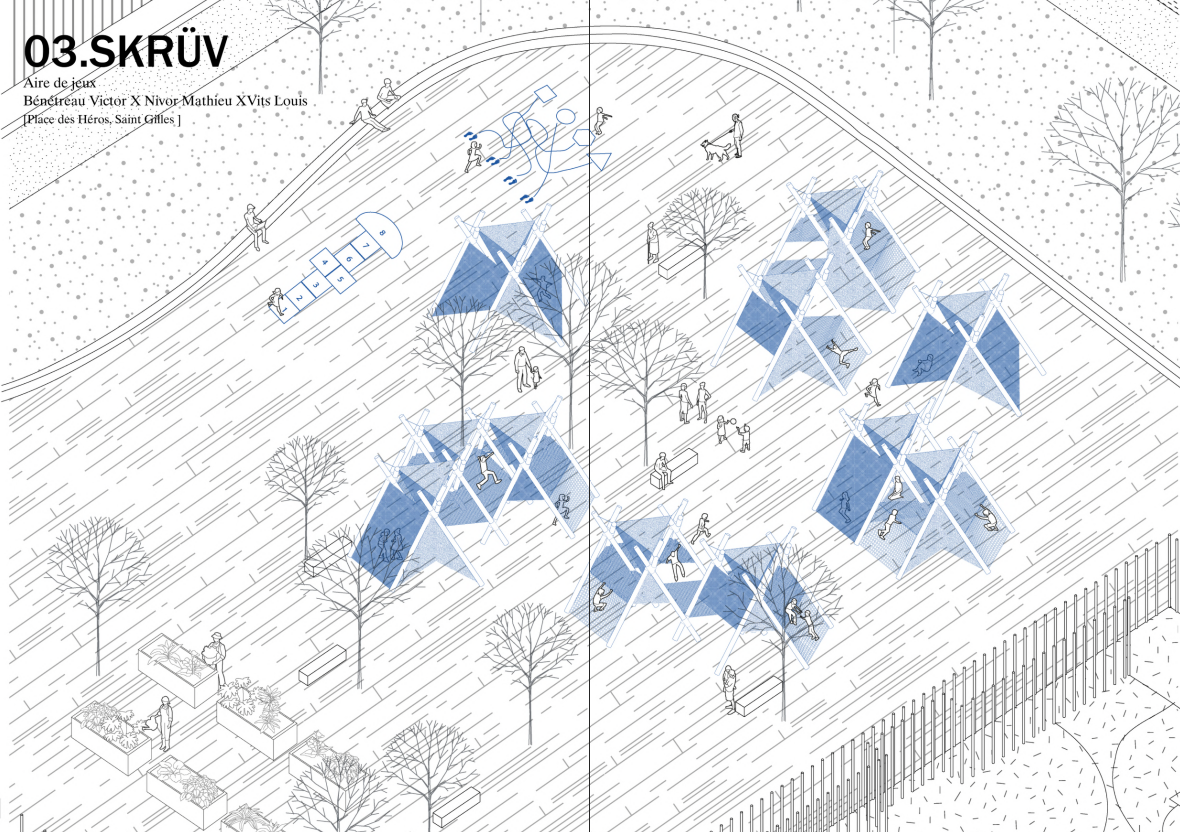 03.SKRÜV
Aire de jeux
Bénétreau Victor X Nivor Mathieu XVits Louis
[Place des Héros, Saint Gilles ]
8
7
6
4
5
3
2
1